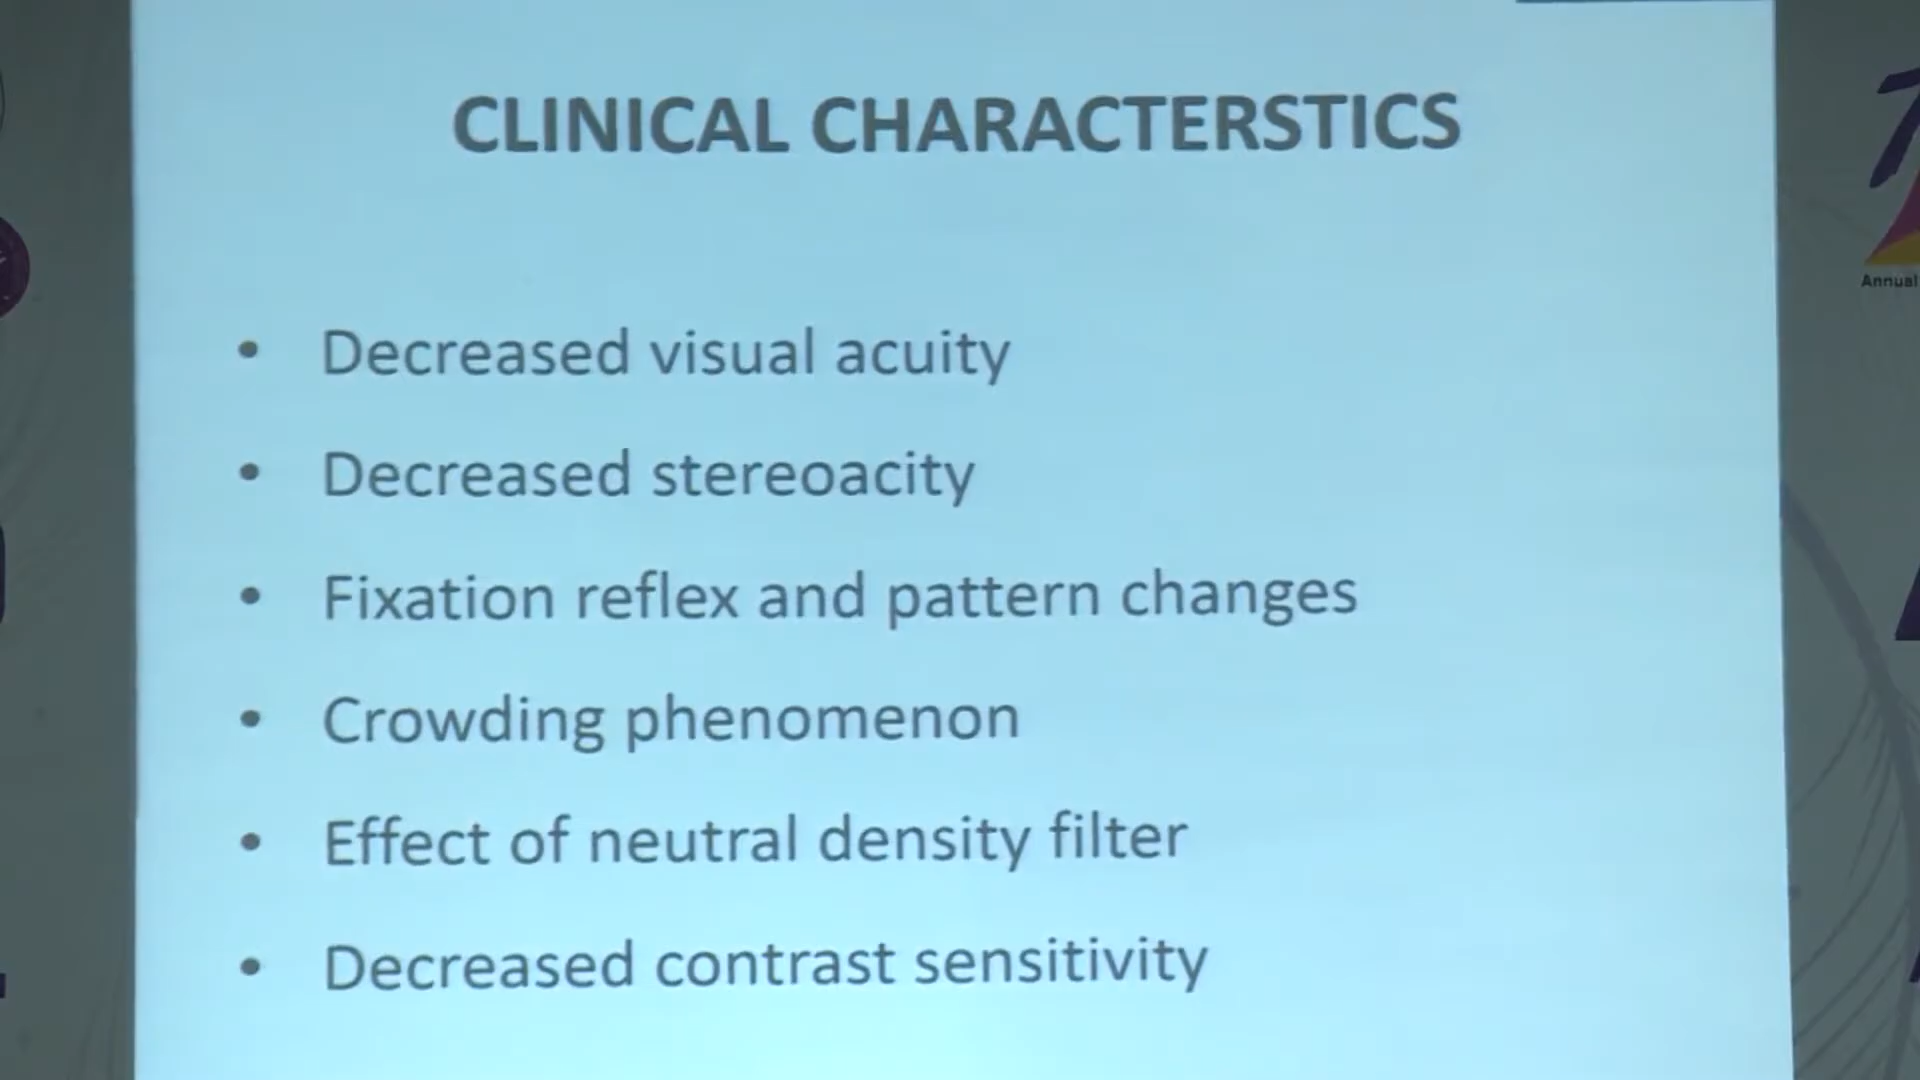 CLINICAL CHARACTERSTICS
• Decreased visual acuity
• Decreased stereoacity
• Fixation reflex and pattern changes
• Crowding phenomenon
• Effect of neutral density filter
• Decreased contrast sensitivity
Annual